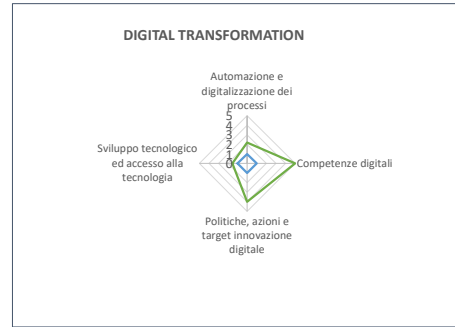 DIGITAL TRANSFORMATION
Automazione e
digitalizzazione dei
processi
5
4
3
2
1
0
Sviluppo tecnologico
ed accesso alla
tecnologia
Competenze digitali
Politiche, azioni e
target innovazione
digitale